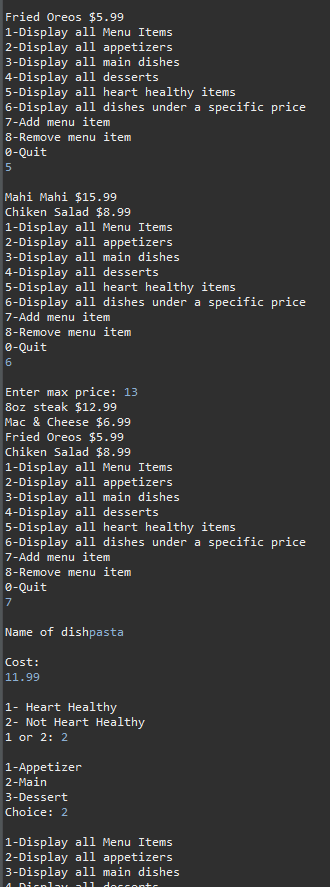 Fried Oreos $5.99
1-Display all Menu Items
2-Display all appetizers
3-Display all main dishes
4-Display all desserts
5-Display all heart healthy items
6-Display all dishes under a specific price
7-Add menu item
8-Remove menu item
0-Quit
5
Mahi Mahi $15.99
Chiken Salad $8.99
1-Display all Menu Items
2-Display all appetizers
3-Display all main dishes
4-Display all desserts
5-Display all heart healthy items
6-Display all dishes under a specific price
7-Add menu item
8-Remove menu item
0-Quit
6
Enter max price: 13
8oz steak $12.99
Mac & Cheese $6.99
Fried Oreos $5.99
Chiken Salad $8.99
1-Display all Menu Items
2-Display all appetizers
3-Display all main dishes
4-Display all desserts
5-Display all heart healthy items
6-Display all dishes under a specific price
7-Add menu item
8-Remove menu item
0-Quit
7
Name of dishpasta
Cost:
11.99
1- Heart Healthy
2- Not Heart Healthy
1 or 2: 2
1-Appetizer
2-Main
3-Dessert
Choice: 2
1-Display all Menu Items
2-Display all appetizers
3-Display all main dishes
4-Display all desserts